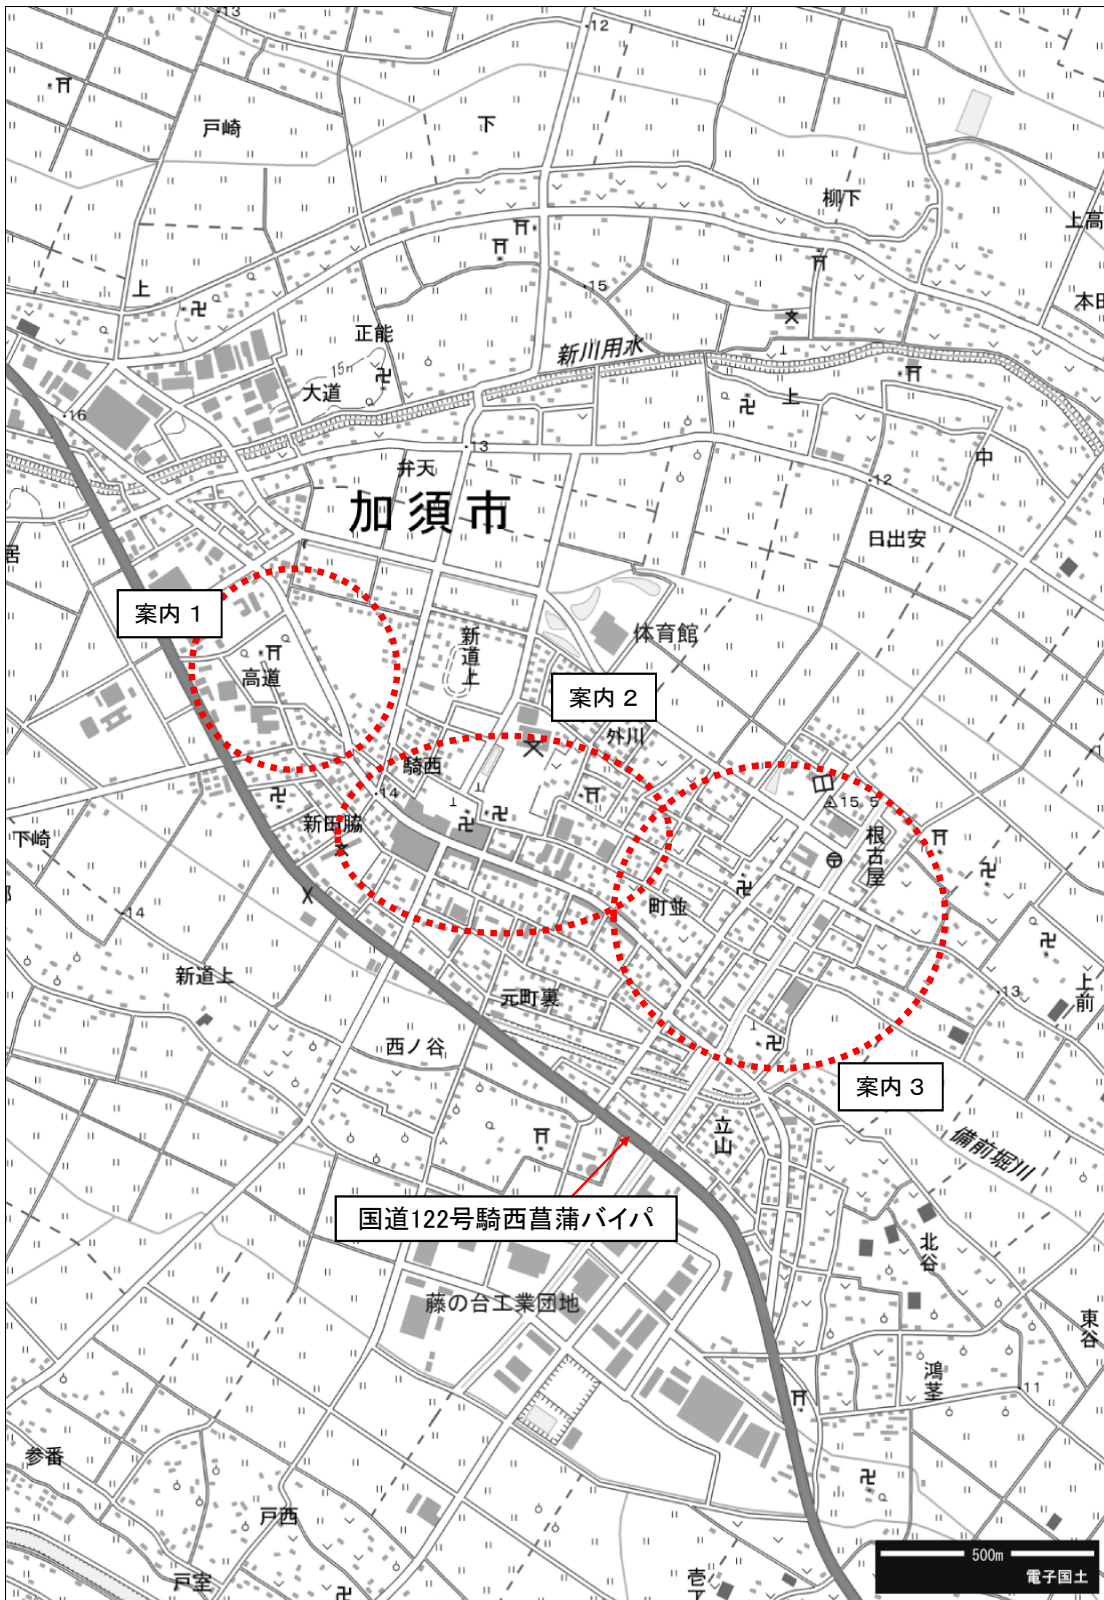 13
12
戸崎
下
柳下
上高
上
15
本田
正能
新川用水
15m
大道
上
16
13
弁天
中
12
加須市
日出安
居
案内 1
体育館
新道上
高道
案内 2
外川
騎西
14
15.5
新田脇
根古屋
下崎
町並
14
新道上
上前
13
元町裏
西ノ谷
案内 3
立山
備前堀川
国道122号騎西菖蒲バイパ
北谷
藤の台工業団地
東谷
鴻茎
11
参番
戸西
500m
電子国土
戸室